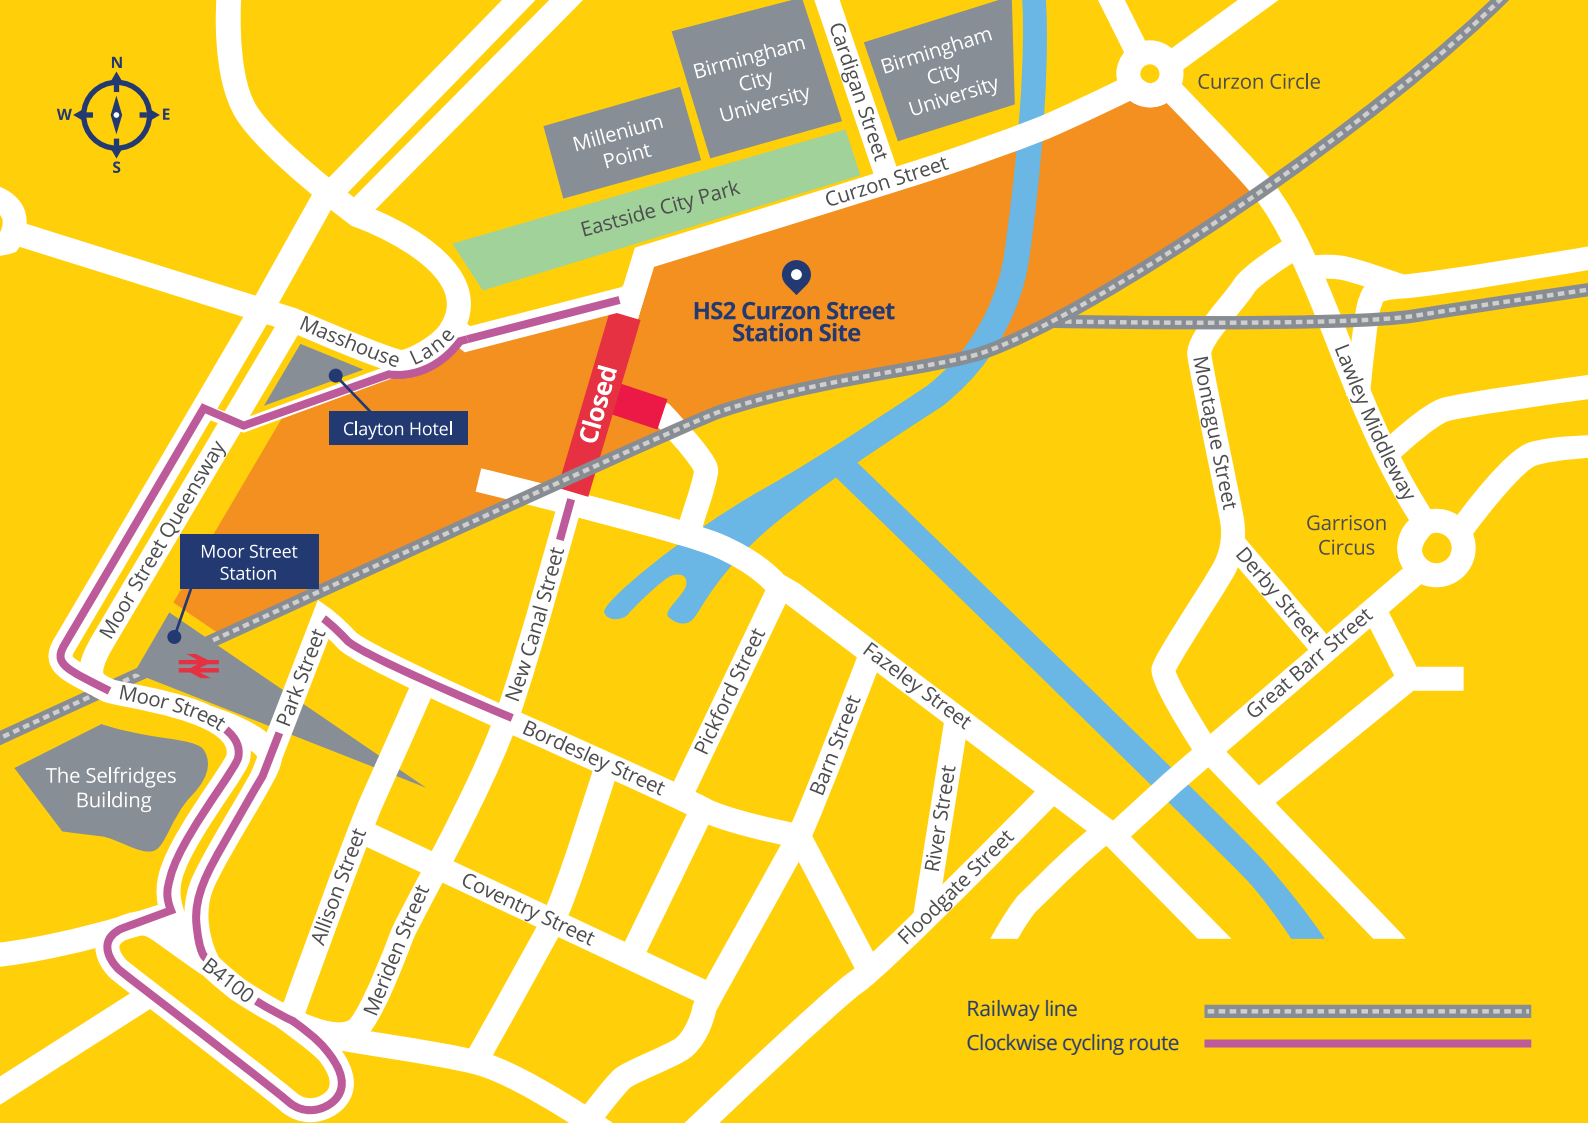 N
W
E
S
Birmingham
City
University
Cardigan Street
Birmingham
City
University
Curzon Circle
Millenium
Point
Eastside City Park
Curzon Street
HS2 Curzon Street
Station Site
Masshouse Lane
Clayton Hotel
Closed
Moor Street Queensway
Moor Street
Station
Montague Street
Lawley Middleway
Garrison
Circus
Derby Street
Great Barr Street
New Canal Street
Park Street
Moor Street
Pickford Street
Fazeley Street
Barn Street
Bordesley Street
The Selfridges
Building
River Street
Floodgate Street
Allison Street
Meriden Street
Coventry Street
B4100
Railway line
Clockwise cycling route